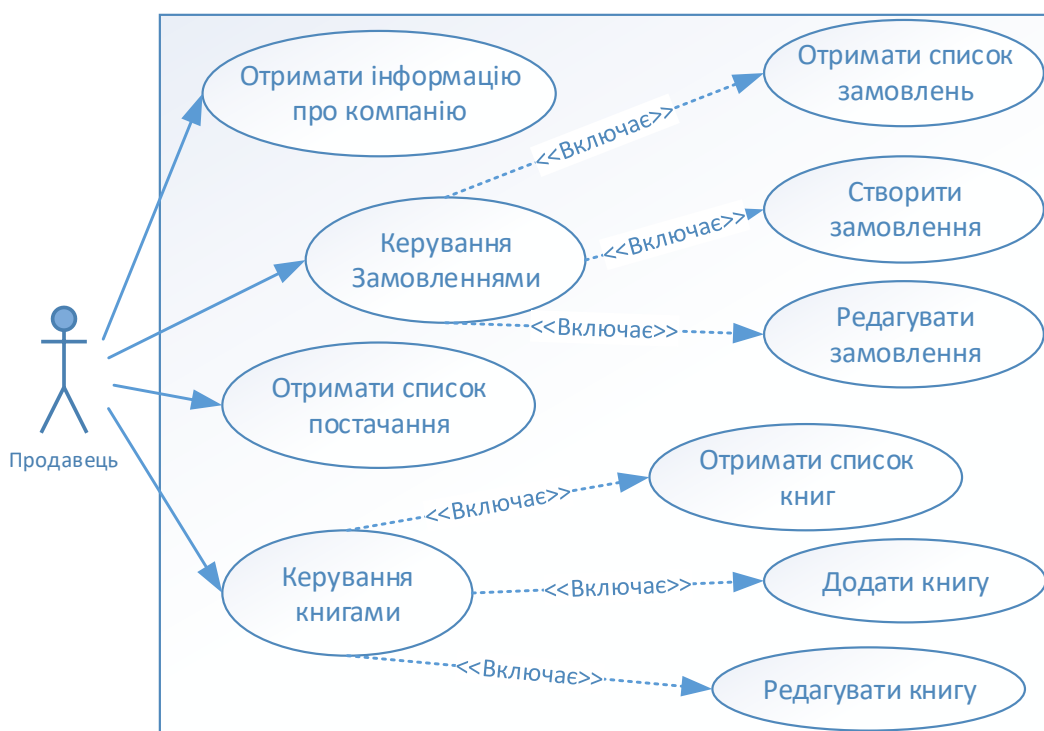 Отримати інформацію
про компанію
Отримати список
замовлень
<<Включає>>
Створити
замовлення
<<Включає>>
Керування
Замовленнями
Редагувати
замовлення
<<Включає>>
Отримати список
постачання
Продавець
Отримати список
книг
<<Включає>>
Керування
книгами
<<Включає>>
Додати книгу
<<Включає>>
Редагувати книгу